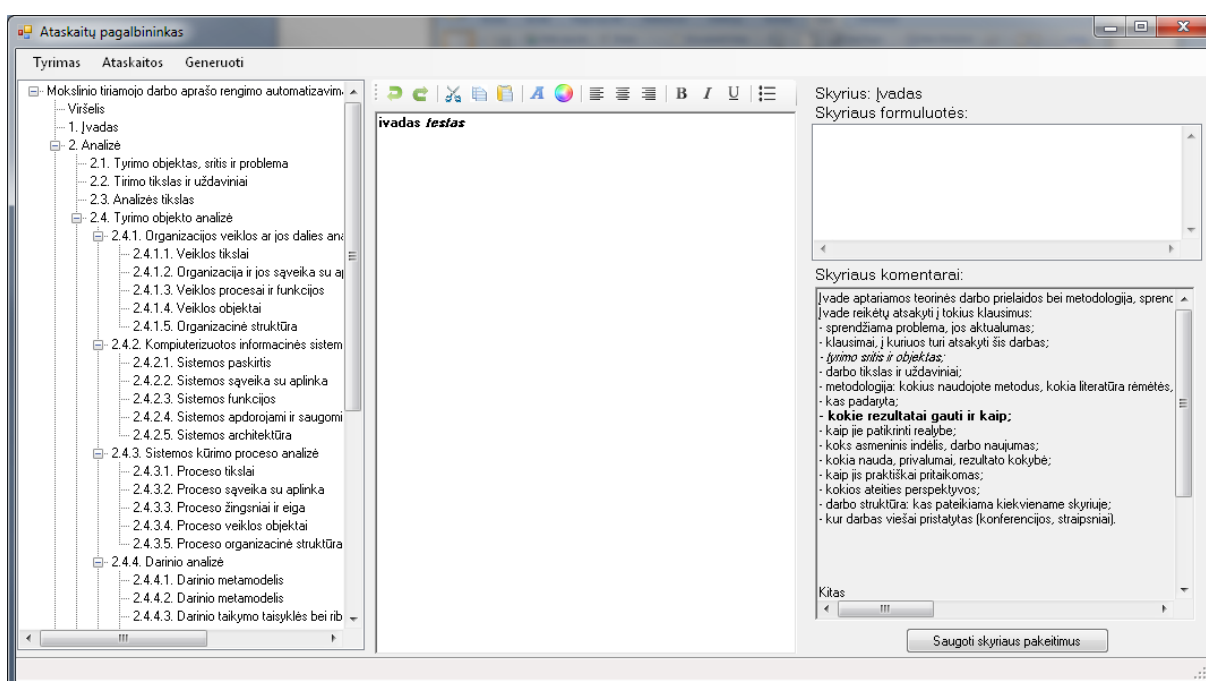 Ataskaitų pagalbininkas
Tyrimas Ataskaitos Generuoti
Mokslinio tiriamojo darbo aprašo rengimo automatizavim
Viršelis
1. Įvadas
2. Analizė
2.1. Tyrimo objektas, sritis ir problema
2.2. Tirimo tikslas ir uždaviniai
2.3. Analizės tikslas
2.4. Tyrimo objekto analizė
2.4.1. Organizacijos veiklos ar jos dalies ana
2.4.1.1. Veiklos tikslai
2.4.1.2. Organizacija ir jos sąveika su ap
2.4.1.3. Veiklos procesai ir funkcijos
2.4.1.4. Veiklos objektai
2.4.1.5. Organizacinė struktūra
2.4.2. Kompiuterizuotos informacinės sistem
2.4.2.1. Sistemos paskirtis
2.4.2.2. Sistemos sąveika su aplinka
2.4.2.3. Sistemos funkcijos
2.4.2.4. Sistemos apdorojami ir saugomi
2.4.2.5. Sistemos architektūra
2.4.3. Sistemos kūrimo proceso analizė
2.4.3.1. Proceso tikslai
2.4.3.2. Proceso sąveika su aplinka
2.4.3.3. Proceso žingsniai ir eiga
2.4.3.4. Proceso veiklos objektai
2.4.3.5. Proceso organizacinė struktūra
2.4.4. Darinio analizė
2.4.4.1. Darinio metamodelis
2.4.4.2. Darinio metamodelis
2.4.4.3. Darinio taikymo taisyklės bei rib
A B I U
ivadas testas
Skyrius: Įvadas
Skyriaus formuluotės:
Skyriaus komentarai:
Įvade aptariamos teorinės darbo prielaidos bei metodologija, sprenc
Įvade reikėtų atsakyti į tokius klausimus:
- sprendžiama problema, jos aktualumas;
- klausimai, į kuriuos turi atsakyti šis darbas;
- tyrimo sritis ir objektas;
- darbo tikslas ir uždaviniai;
- metodologija: kokius naudojote metodus, kokia literatūra rėmėtės,
- kas padaryta;
- kokie rezultatai gauti ir kaip;
- kaip jie patikrinti realybe;
- koks asmeninis indėlis, darbo naujumas;
- kokia nauda, privalumai, rezultato kokybė;
- kaip jis praktiškai pritaikomas;
- kokios ateities perspektyvos;
- darbo struktūra: kas pateikiama kiekviename skyriuje;
- kur darbas viešai pristatytas (konferencijos, straipsniai).
Kitas
Saugoti skyriaus pakeitimus